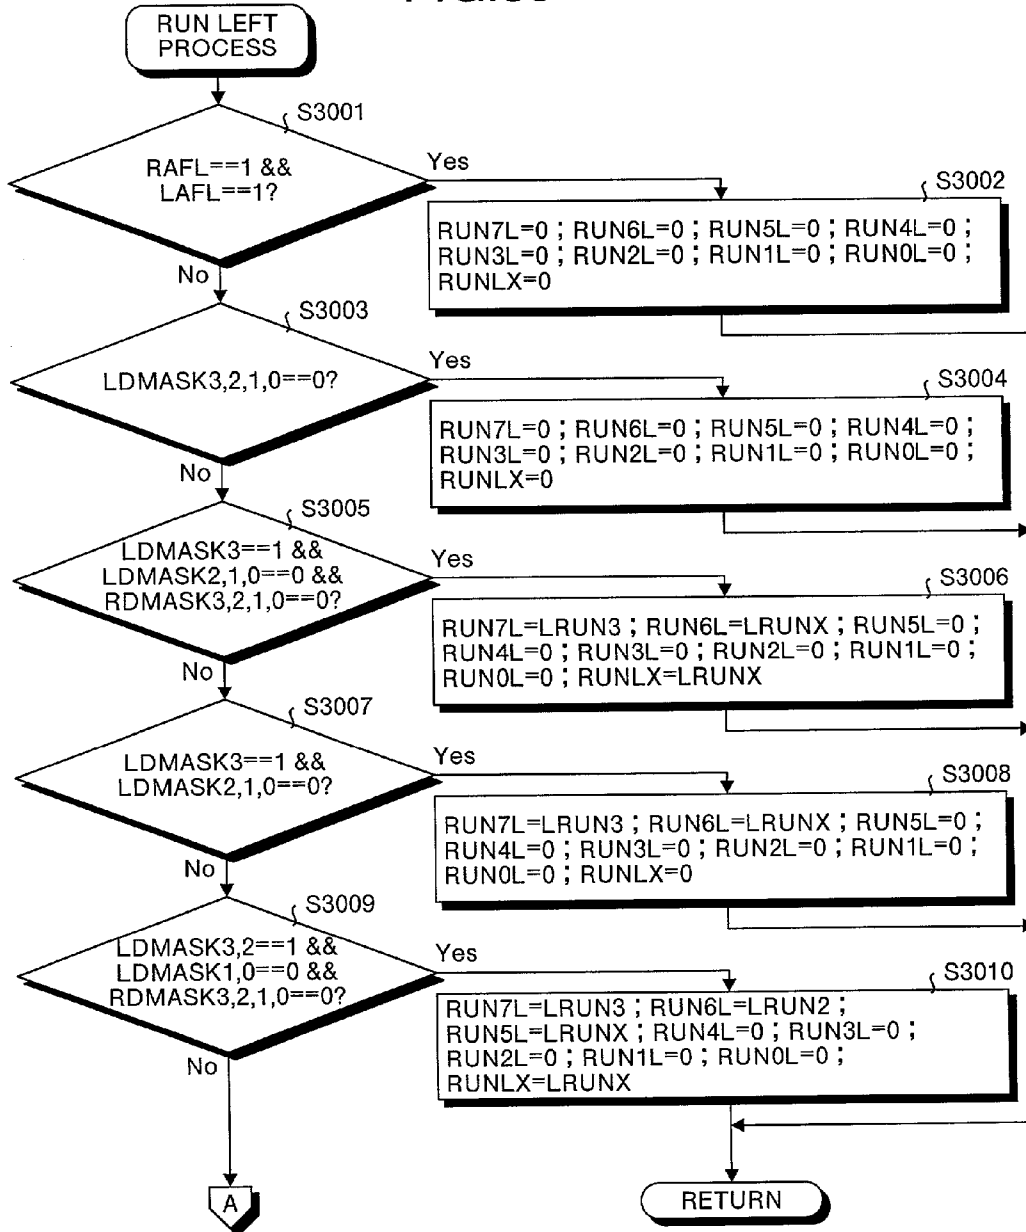 RUN LEFT
PROCESS
S3001
RAFL==1 &&
LAFL==1?
Yes
No
S3002
RUN7L=0 ; RUN6L=0 ; RUN5L=0 ; RUN4L=0 ;
RUN3L=0 ; RUN2L=0 ; RUN1L=0 ; RUN0L=0 ;
RUNLX=0
S3003
LDMASK3,2,1,0==0?
Yes
No
S3004
RUN7L=0 ; RUN6L=0 ; RUN5L=0 ; RUN4L=0 ;
RUN3L=0 ; RUN2L=0 ; RUN1L=0 ; RUN0L=0 ;
RUNLX=0
S3005
LDMASK3==1 &&
LDMASK2,1,0==0 &&
RDMASK3,2,1,0==0?
Yes
No
S3006
RUN7L=LRUN3 ; RUN6L=LRUNX ; RUN5L=0 ;
RUN4L=0 ; RUN3L=0 ; RUN2L=0 ; RUN1L=0 ;
RUN0L=0 ; RUNLX=LRUNX
S3007
LDMASK3==1 &&
LDMASK2,1,0==0?
Yes
No
S3008
RUN7L=LRUN3 ; RUN6L=LRUNX ; RUN5L=0 ;
RUN4L=0 ; RUN3L=0 ; RUN2L=0 ; RUN1L=0 ;
RUN0L=0 ; RUNLX=0
S3009
LDMASK3,2==1 &&
LDMASK1,0==0 &&
RDMASK3,2,1,0==0?
Yes
No
S3010
RUN7L=LRUN3 ; RUN6L=LRUN2 ;
RUN5L=LRUNX ; RUN4L=0 ; RUN3L=0 ;
RUN2L=0 ; RUN1L=0 ; RUN0L=0 ;
RUNLX=LRUNX
A
RETURN